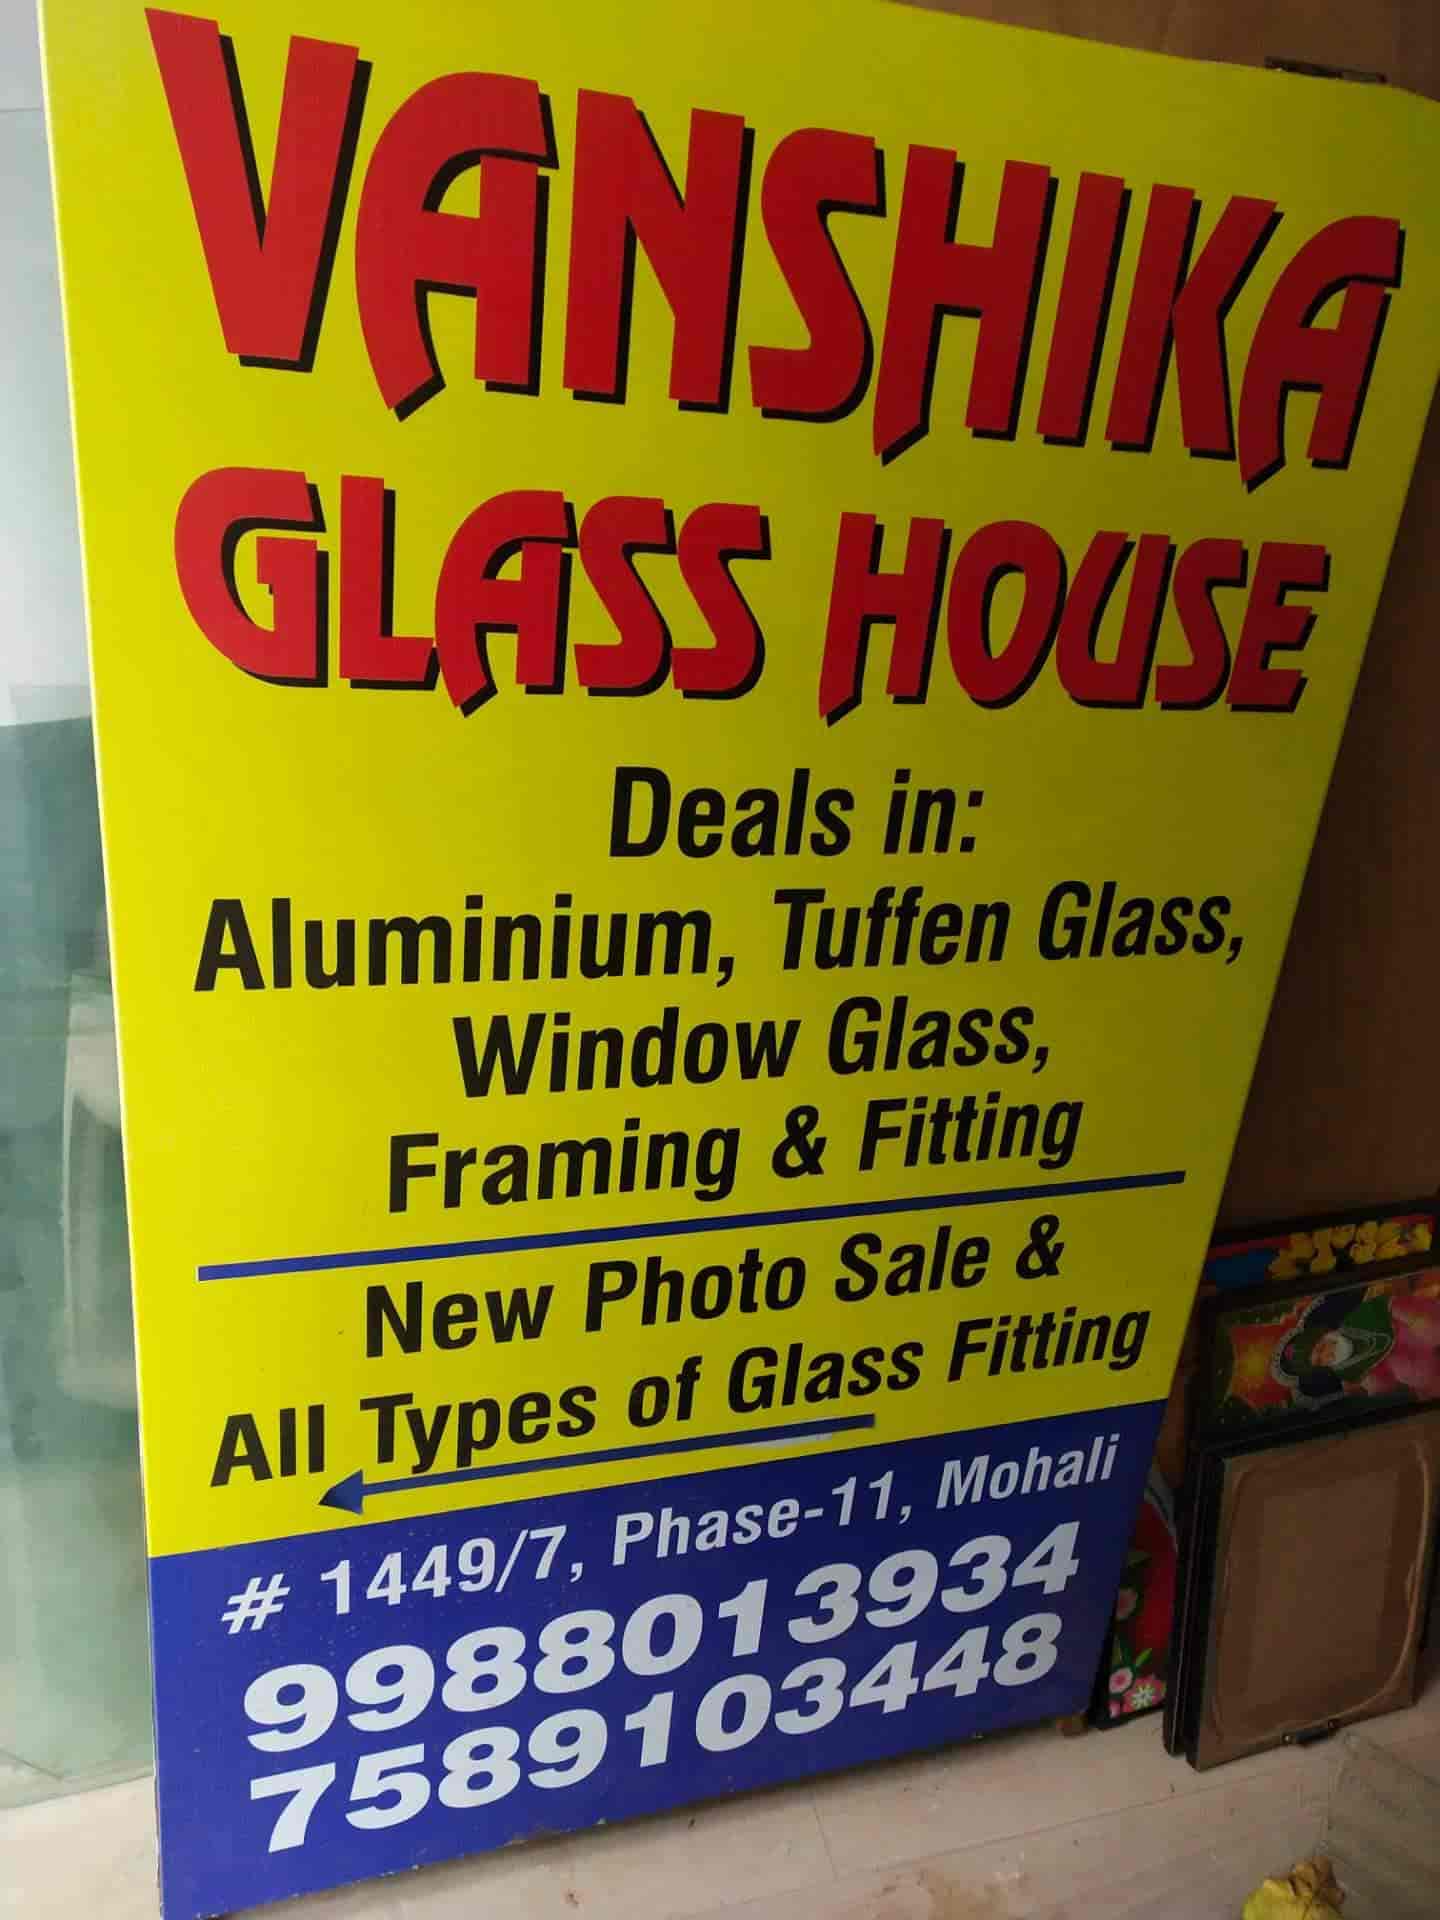 VANSHIKA
GLASS HOUSE
Deals in:
Aluminium, Tuffen Glass,
Window Glass,
Framing & Fitting
New Photo Sale &
All Types of Glass Fitting
# 1449/7, Phase-11, Mohali
9988013934
7589103448